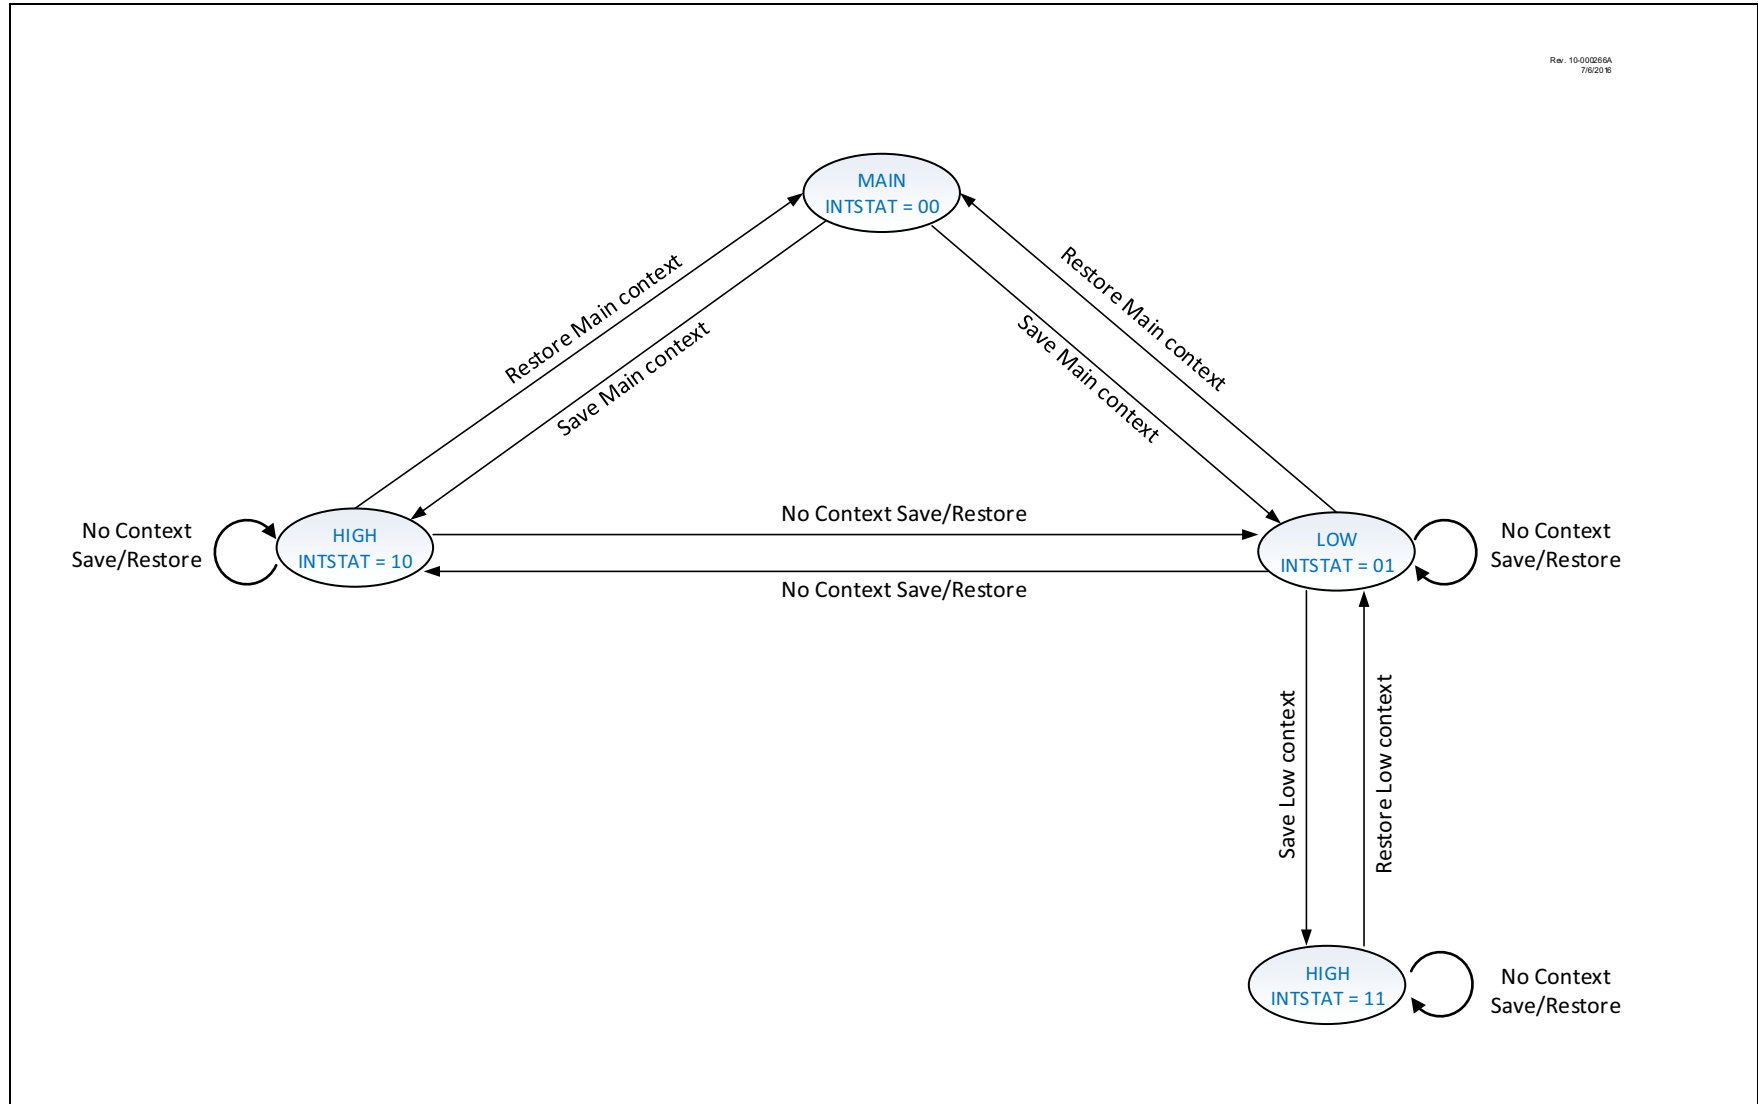 Rev. 10-000266A
7/6/2016
MAIN
INTSTAT = 00
Restore Main context
Save Main context
Save Main context
Restore Main context
No Context
Save/Restore
HIGH
INTSTAT = 10
No Context Save/Restore
No Context Save/Restore
LOW
INTSTAT = 01
No Context
Save/Restore
Save Low context
Restore Low context
HIGH
INTSTAT = 11
No Context
Save/Restore